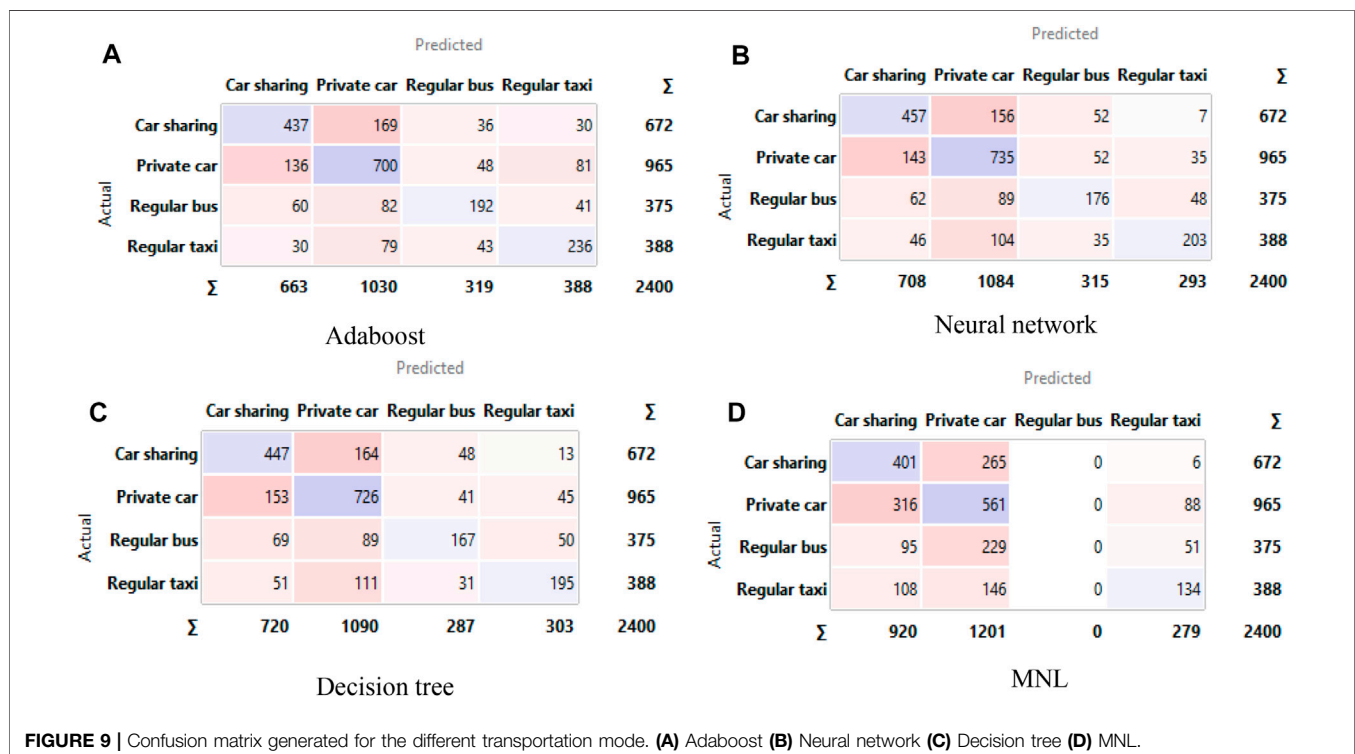 A
Predicted
Car sharing Private car Regular bus Regular taxi Σ
Car sharing 437 169 36 30 672
Private car 136 700 48 81 965
Regular bus 60 82 192 41 375
Regular taxi 30 79 43 236 388
Σ 663 1030 319 388 2400
Actual
Adaboost
B
Predicted
Car sharing Private car Regular bus Regular taxi Σ
Car sharing 457 156 52 7 672
Private car 143 735 52 35 965
Regular bus 62 89 176 48 375
Regular taxi 46 104 35 203 388
Σ 708 1084 315 293 2400
Actual
Neural network
C
Predicted
Car sharing Private car Regular bus Regular taxi Σ
Car sharing 447 164 48 13 672
Private car 153 726 41 45 965
Regular bus 69 89 167 50 375
Regular taxi 51 111 31 195 388
Σ 720 1090 287 303 2400
Actual
Decision tree
D
Predicted
Car sharing Private car Regular bus Regular taxi Σ
Car sharing 401 265 0 6 672
Private car 316 561 0 88 965
Regular bus 95 229 0 51 375
Regular taxi 108 146 0 134 388
Σ 920 1201 0 279 2400
Actual
MNL
FIGURE 9 | Confusion matrix generated for the different transportation mode. (A) Adaboost (B) Neural network (C) Decision tree (D) MNL.